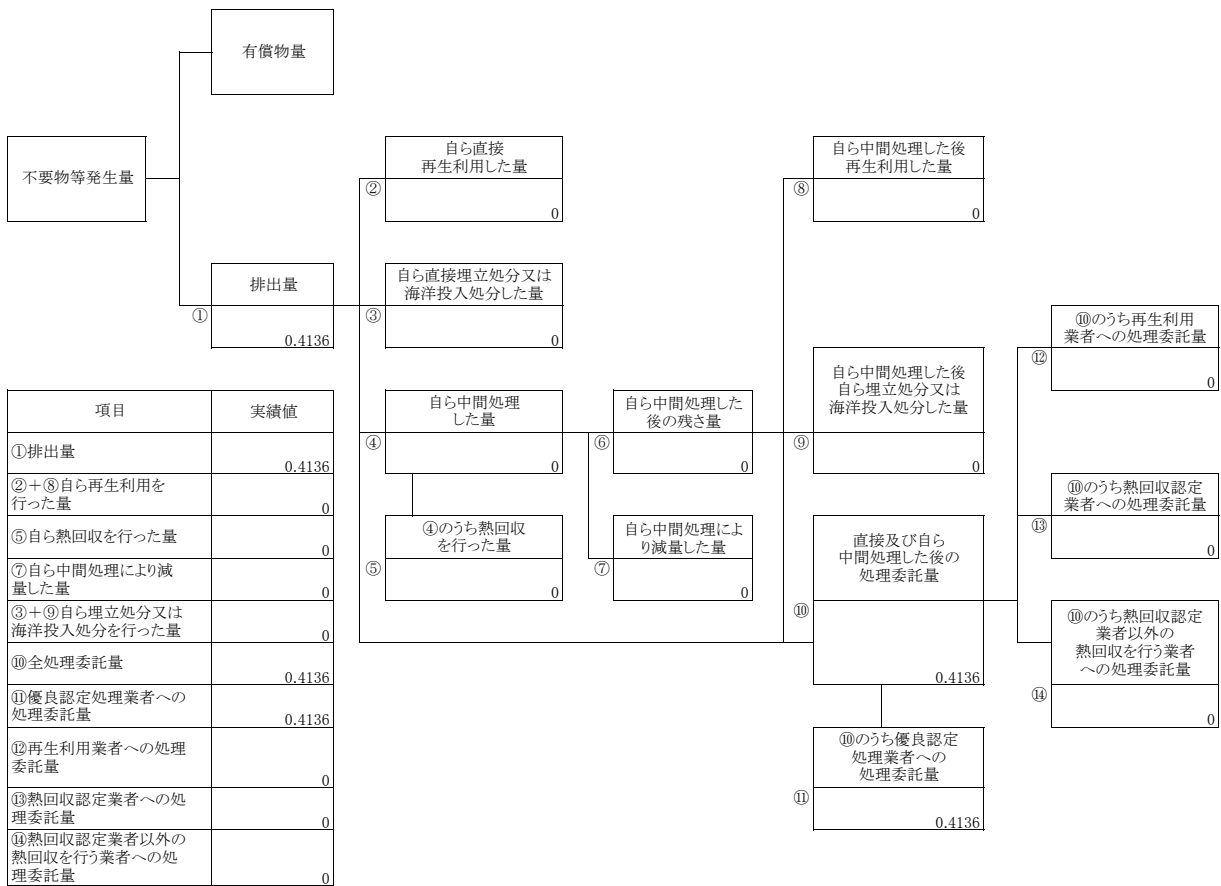 有償物量
不要物等発生量
自ら直接
再生利用した量
②
0
自ら中間処理した後
再生利用した量
⑧
0
排出量
①
0.4136
自ら直接埋立処分又は
海洋投入処分した量
③
0
自ら中間処理
した量
④
0
自ら中間処理した
後の残さ量
⑥
0
自ら中間処理した後
自ら埋立処分又は
海洋投入処分した量
⑨
0
④のうち熱回収
を行った量
⑤
0
自ら中間処理によ
り減量した量
⑦
0
直接及び自ら
中間処理した後の
処理委託量
⑩
0.4136
⑩のうち優良認定
処理業者への
処理委託量
⑪
0.4136
⑩のうち再生利用
業者への処理委託量
⑫
0
⑩のうち熱回収認定
業者への処理委託量
⑬
0
⑩のうち熱回収認定
業者以外の
熱回収を行う業者
への処理委託量
⑭
0
項目 実績値
①排出量
0.4136
②+⑧自ら再生利用を
行った量
0
⑤自ら熱回収を行った量
0
⑦自ら中間処理により減
量した量
0
③+⑨自ら埋立処分又は
海洋投入処分を行った量
0
⑩全処理委託量
0.4136
⑪優良認定処理業者への
処理委託量
0.4136
⑫再生利用業者への処理
委託量
0
⑬熱回収認定業者への処
理委託量
0
⑭熱回収認定業者以外の
熱回収を行う業者への処
理委託量
0